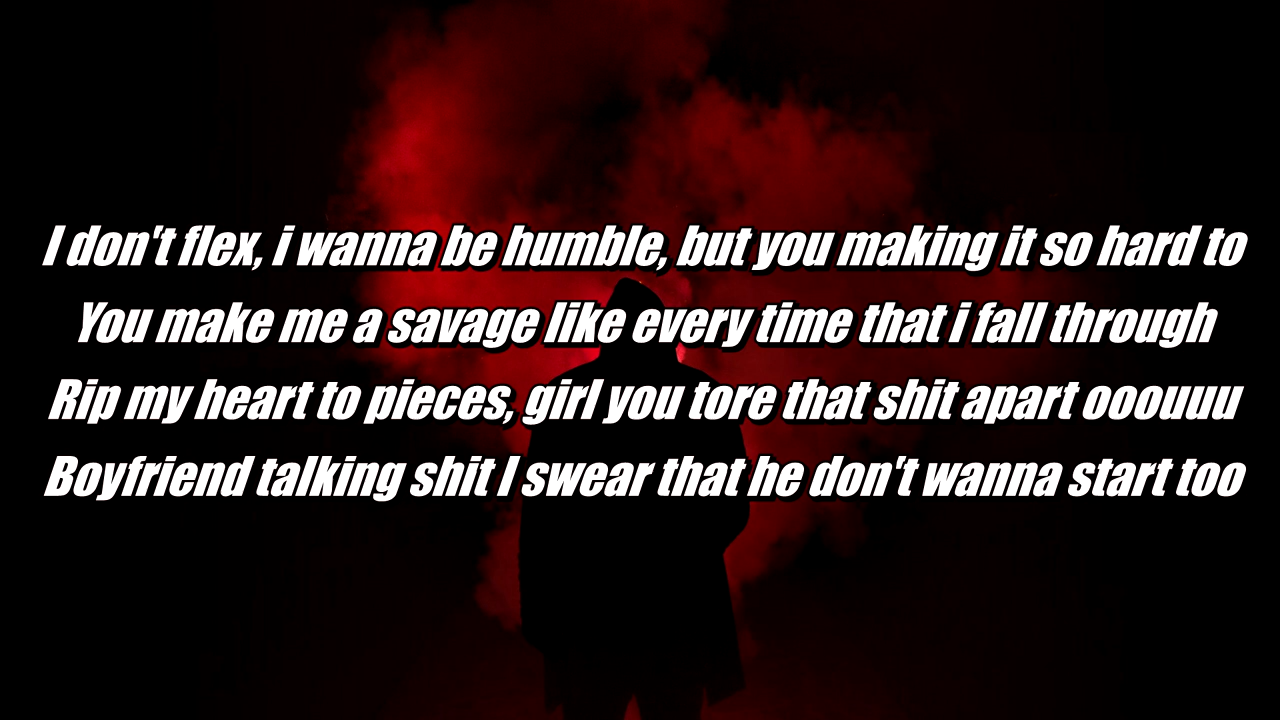 I don't flex, i wanna be humble, but you making it so hard to
You make me a savage like every time that i fall through
Rip my heart to pieces, girl you tore that shit apart ooouuu
Boyfriend talking shit I swear that he don't wanna start too